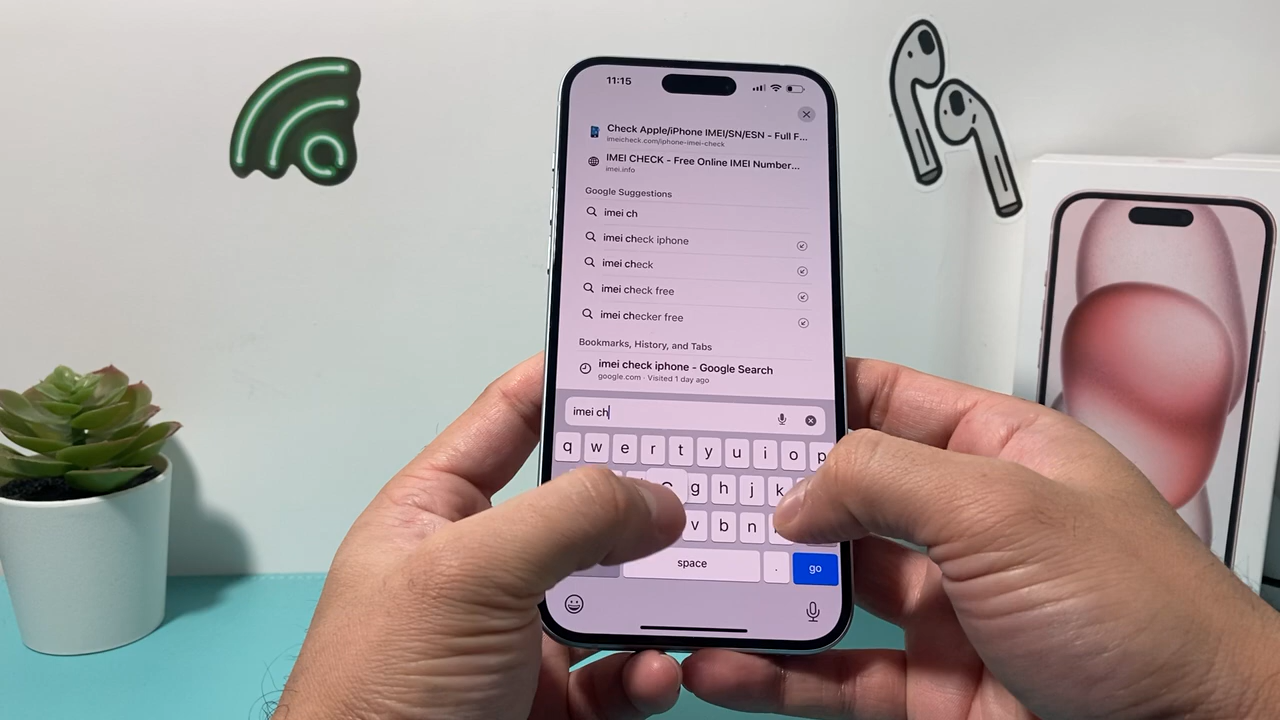 11:15
Check Apple/iPhone IMEI/SN/ESN - Full F...
imeicheck.com/iphone-imei-check
IMEI CHECK - Free Online IMEI Number...
imei.info
Google Suggestions
imei ch
imei check iphone
imei check
imei check free
imei checker free
Bookmarks, History, and Tabs
imei check iphone - Google Search
google.com · Visited 1 day ago
imei ch
q w e r t y u i o p
g h j k
v b n
space . go